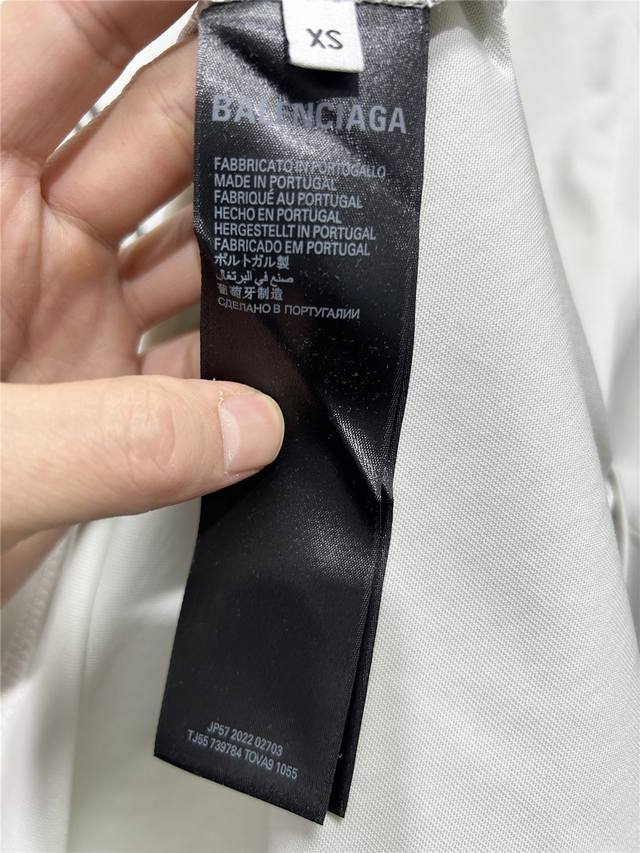 XS
BALENCIAGA
FABBRICATO IN PORTOGALLO
MADE IN PORTUGAL
FABRIQUÉ AU PORTUGAL
HECHO EN PORTUGAL
HERGESTELLT IN PORTUGAL
FABRICADO EM PORTUGAL
ポルトガル製
صنع في البرتغال
葡萄牙制造
СДЕЛАНО В ПОРТУГАЛИИ
JP57 2022 02703
TJ55 739784 TOVA9 1055